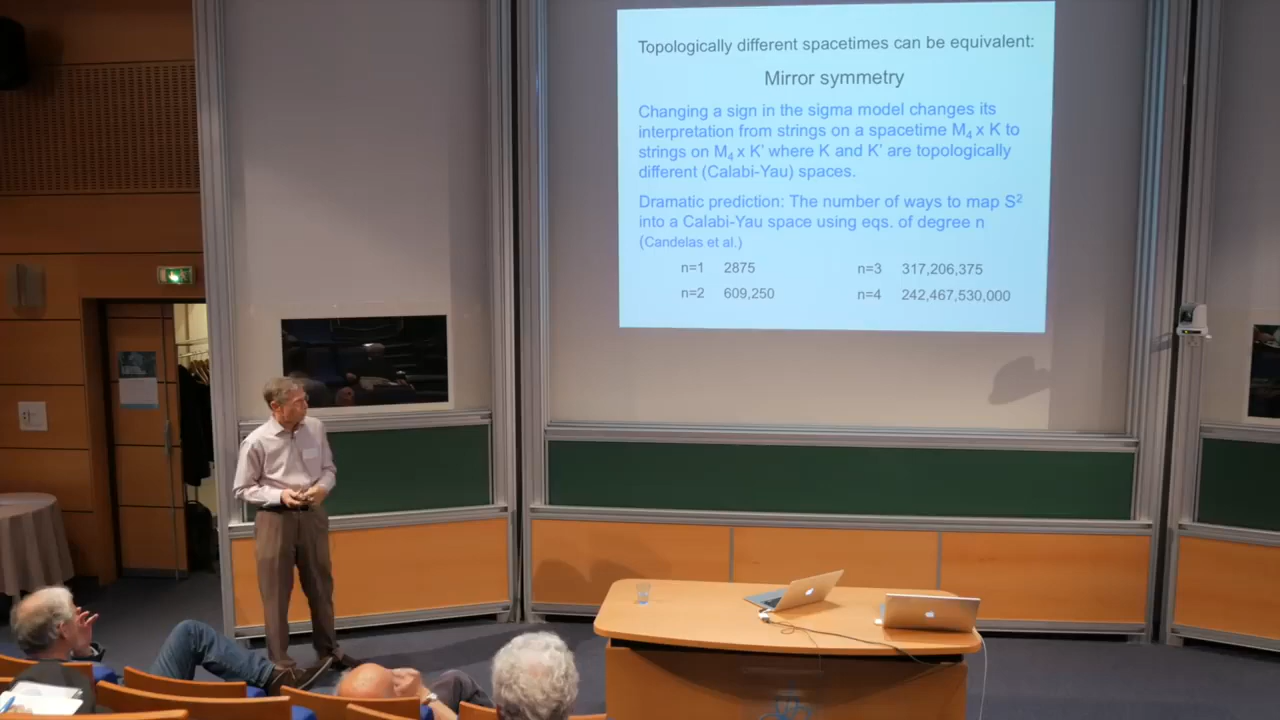 Topologically different spacetimes can be equivalent:
Mirror symmetry
Changing a sign in the sigma model changes its
interpretation from strings on a spacetime M₄ x K to
strings on M₄ x K' where K and K' are topologically
different (Calabi-Yau) spaces.
Dramatic prediction: The number of ways to map S²
into a Calabi-Yau space using eqs. of degree n
(Candelas et al.)
n=1 2875 n=3 317,206,375
n=2 609,250 n=4 242,467,530,000